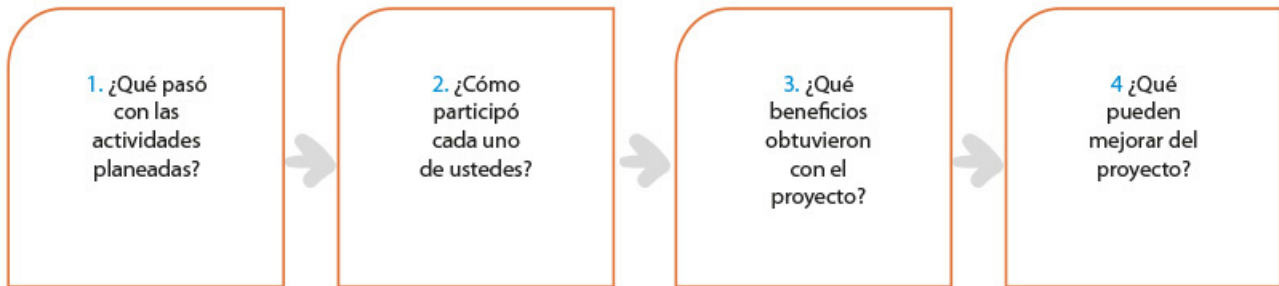 1. ¿Qué pasó
con las
actividades
planeadas?
2. ¿Cómo
participó
cada uno
de ustedes?
3. ¿Qué
beneficios
obtuvieron
con el
proyecto?
4 ¿Qué
pueden
mejorar del
proyecto?